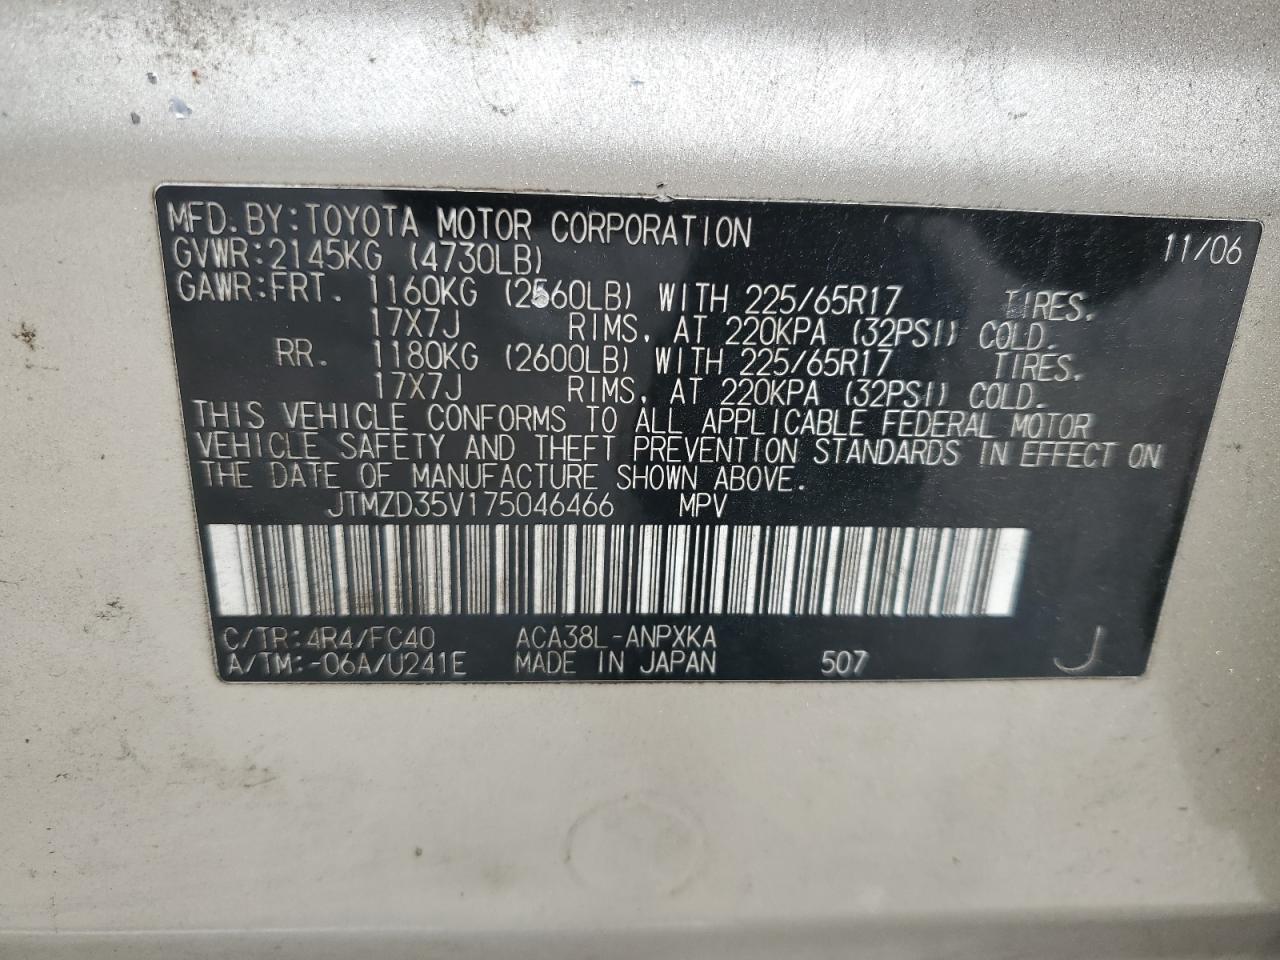 MFD. BY: TOYOTA MOTOR CORPORATION 11/06
GVWR: 2145KG (4730LB)
GAWR: FRT. 1160KG (2560LB) WITH 225/65R17 TIRES,
17X7J RIMS, AT 220KPA (32PSI) COLD.
RR. 1180KG (2600LB) WITH 225/65R17 TIRES,
17X7J RIMS, AT 220KPA (32PSI) COLD.
THIS VEHICLE CONFORMS TO ALL APPLICABLE FEDERAL MOTOR
VEHICLE SAFETY AND THEFT PREVENTION STANDARDS IN EFFECT ON
THE DATE OF MANUFACTURE SHOWN ABOVE.
JTMZD35V175046466 MPV
C/TR: 4R4/FC40 ACA38L-ANPXKA
A/TM: -06A/U241E MADE IN JAPAN 507 J